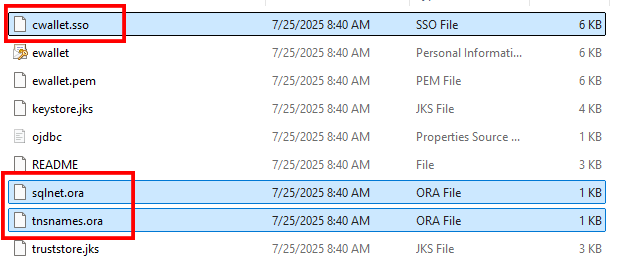 cwallet.sso 7/25/2025 8:40 AM SSO File 6 KB
ewallet 7/25/2025 8:40 AM Personal Informati... 6 KB
ewallet.pem 7/25/2025 8:40 AM PEM File 6 KB
keystore.jks 7/25/2025 8:40 AM JKS File 4 KB
ojdbc 7/25/2025 8:40 AM Properties Source ... 1 KB
README 7/25/2025 8:40 AM File 3 KB
sqlnet.ora 7/25/2025 8:40 AM ORA File 1 KB
tnsnames.ora 7/25/2025 8:40 AM ORA File 1 KB
truststore.jks 7/25/2025 8:40 AM JKS File 3 KB